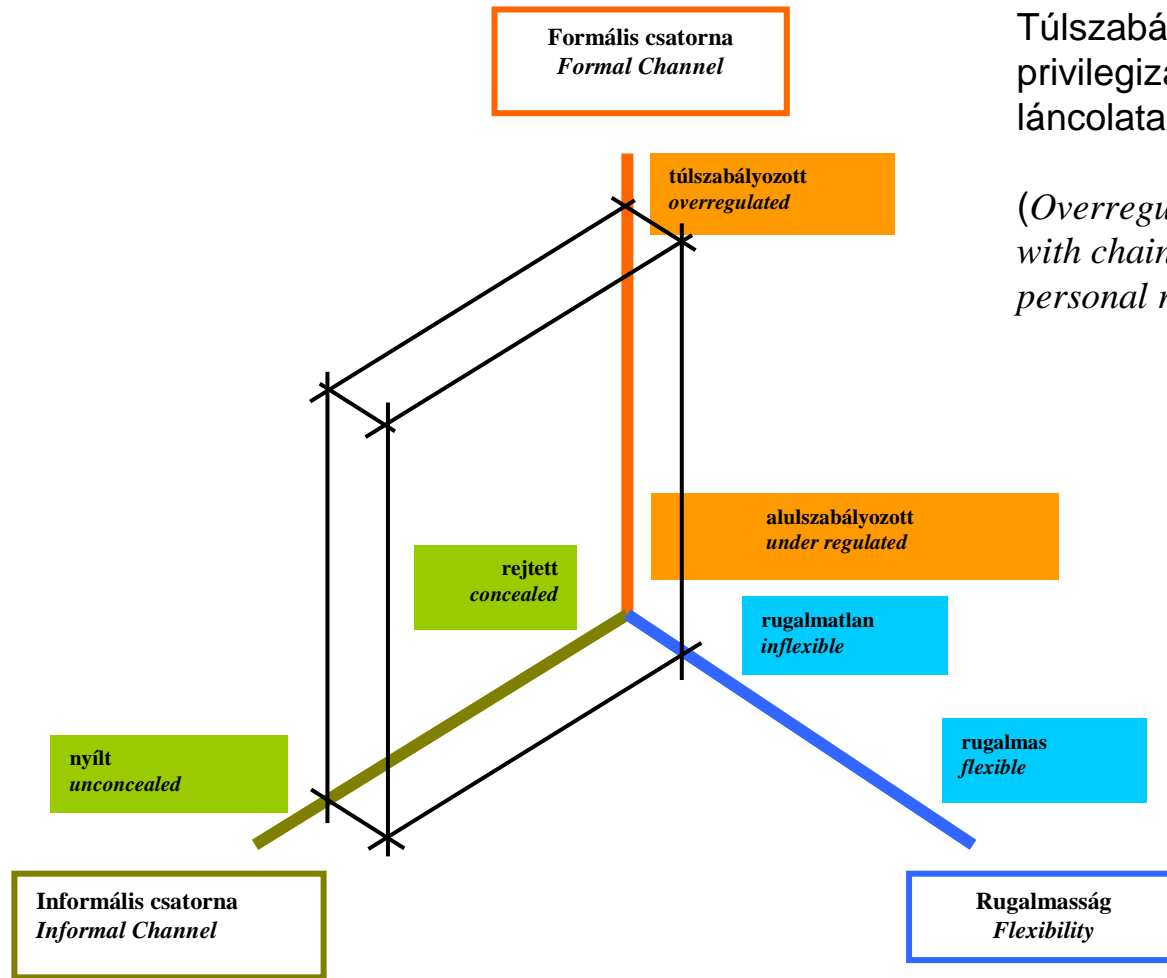 Formális csatorna
Formal Channel
Túlszabá
privilegizá
láncolata
(Overregu
with chain
personal r
túlszabályozott
overregulated
alulszabályozott
under regulated
rejtett
concealed
rugalmatlan
inflexible
nyílt
unconcealed
rugalmas
flexible
Informális csatorna
Informal Channel
Rugalmasság
Flexibility